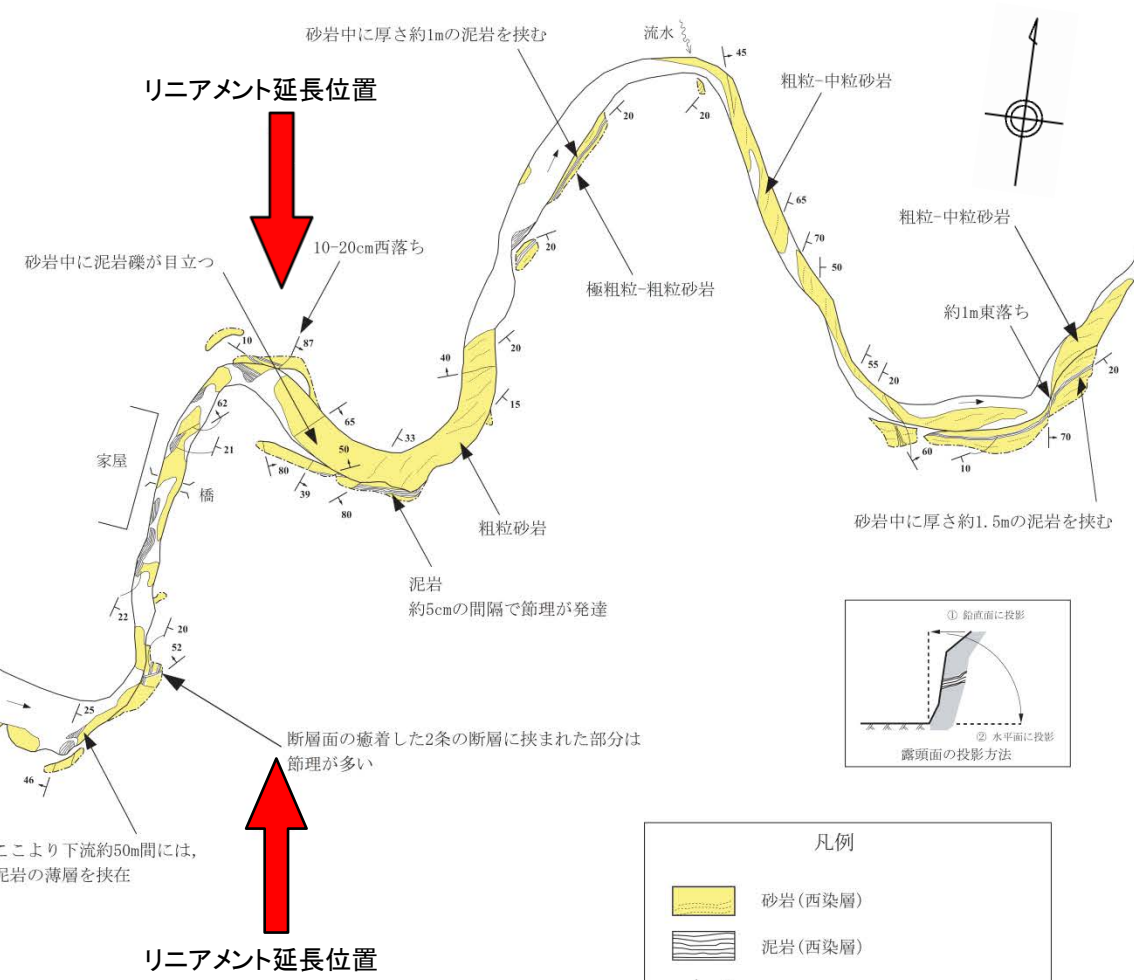 砂岩中に厚さ約1mの泥岩を挟む
流水
45
リニアメント延長位置
粗粒-中粒砂岩
20
20
65
粗粒-中粒砂岩
70
10-20cm西落ち
20
砂岩中に泥岩礫が目立つ
50
極粗粒-粗粒砂岩
約1m東落ち
10
87
20
40
55
20
20
62
65
15
33
21
家屋
50
80
60
70
10
39
橋
80
砂岩中に厚さ約1.5mの泥岩を挟む
粗粒砂岩
泥岩
約5cmの間隔で節理が発達
22
20
52
① 鉛直面に投影
25
断層面の癒着した2条の断層に挟まれた部分は
節理が多い
② 水平面に投影
露頭面の投影方法
46
ここより下流約50m間には,
泥岩の薄層を挟在
凡例
砂岩(西染層)
泥岩(西染層)
リニアメント延長位置